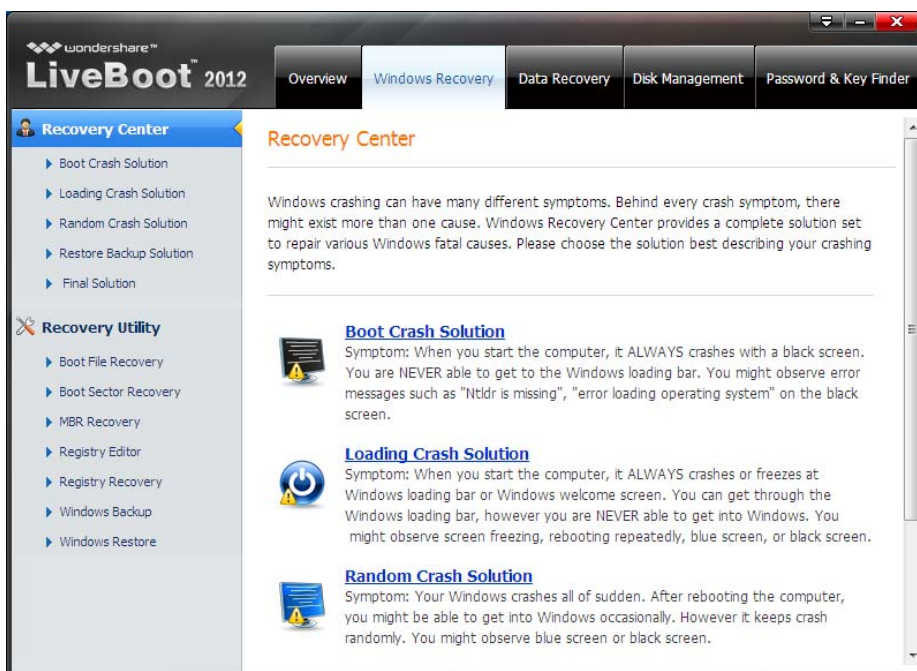 wondershare™
LiveBoot™ 2012
Overview
Windows Recovery
Data Recovery
Disk Management
Password & Key Finder
Recovery Center
Boot Crash Solution
Loading Crash Solution
Random Crash Solution
Restore Backup Solution
Final Solution
Recovery Utility
Boot File Recovery
Boot Sector Recovery
MBR Recovery
Registry Editor
Registry Recovery
Windows Backup
Windows Restore
Recovery Center
Windows crashing can have many different symptoms. Behind every crash symptom, there
might exist more than one cause. Windows Recovery Center provides a complete solution set
to repair various Windows fatal causes. Please choose the solution best describing your crashing
symptoms.
Boot Crash Solution
Symptom: When you start the computer, it ALWAYS crashes with a black screen.
You are NEVER able to get to the Windows loading bar. You might observe error
messages such as "Ntldr is missing", "error loading operating system" on the black
screen.
Loading Crash Solution
Symptom: When you start the computer, it ALWAYS crashes or freezes at
Windows loading bar or Windows welcome screen. You can get through the
Windows loading bar, however you are NEVER able to get into Windows. You
might observe screen freezing, rebooting repeatedly, blue screen, or black screen.
Random Crash Solution
Symptom: Your Windows crashes all of sudden. After rebooting the computer,
you might be able to get into Windows occasionally. However it keeps crash
randomly. You might observe blue screen or black screen.